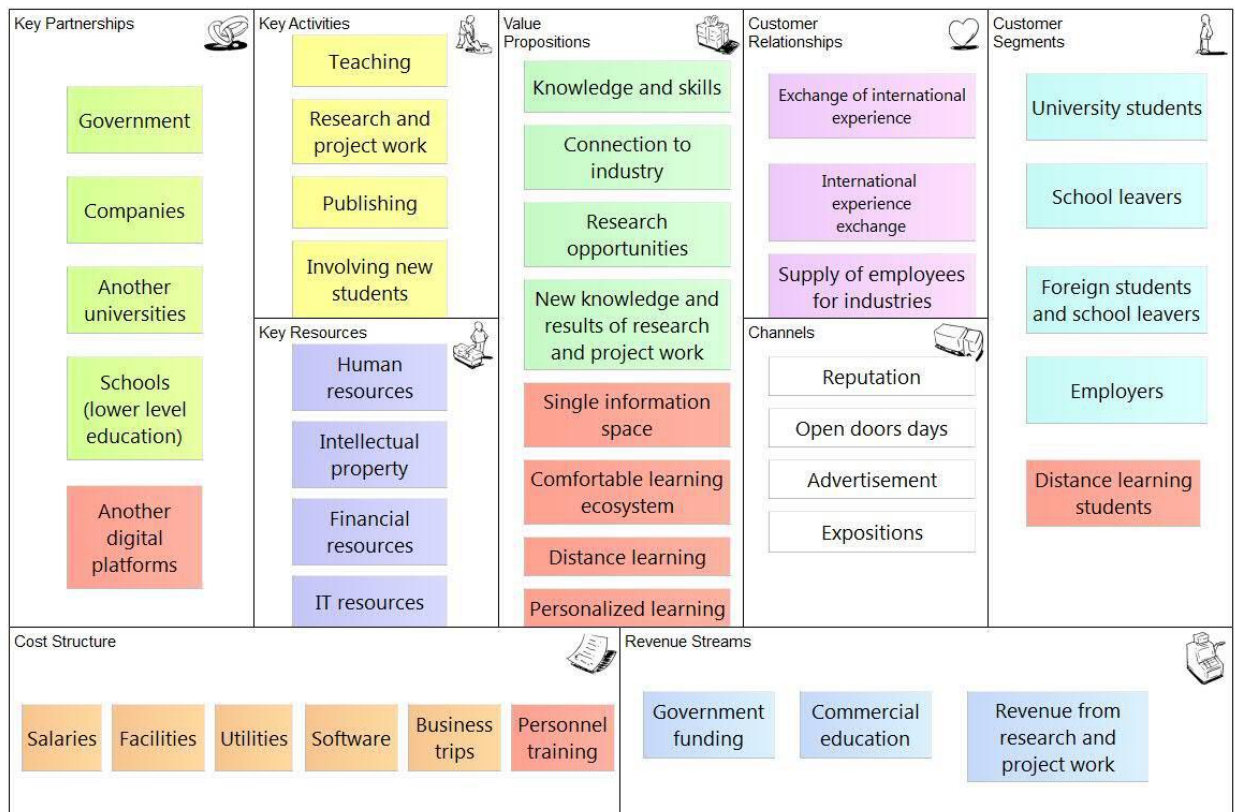 Key Partnerships
Government
Companies
Another
universities
Schools
(lower level
education)
Another
digital
platforms
Key Activities
Teaching
Research and
project work
Publishing
Involving new
students
Key Resources
Human
resources
Intellectual
property
Financial
resources
IT resources
Value
Propositions
Knowledge and skills
Connection to
industry
Research
opportunities
New knowledge and
results of research
and project work
Single information
space
Comfortable learning
ecosystem
Distance learning
Personalized learning
Customer
Relationships
Exchange of international
experience
International
experience
exchange
Supply of employees
for industries
Channels
Reputation
Open doors days
Advertisement
Expositions
Customer
Segments
University students
School leavers
Foreign students
and school leavers
Employers
Distance learning
students
Cost Structure
Salaries
Facilities
Utilities
Software
Business
trips
Personnel
training
Revenue Streams
Government
funding
Commercial
education
Revenue from
research and
project work